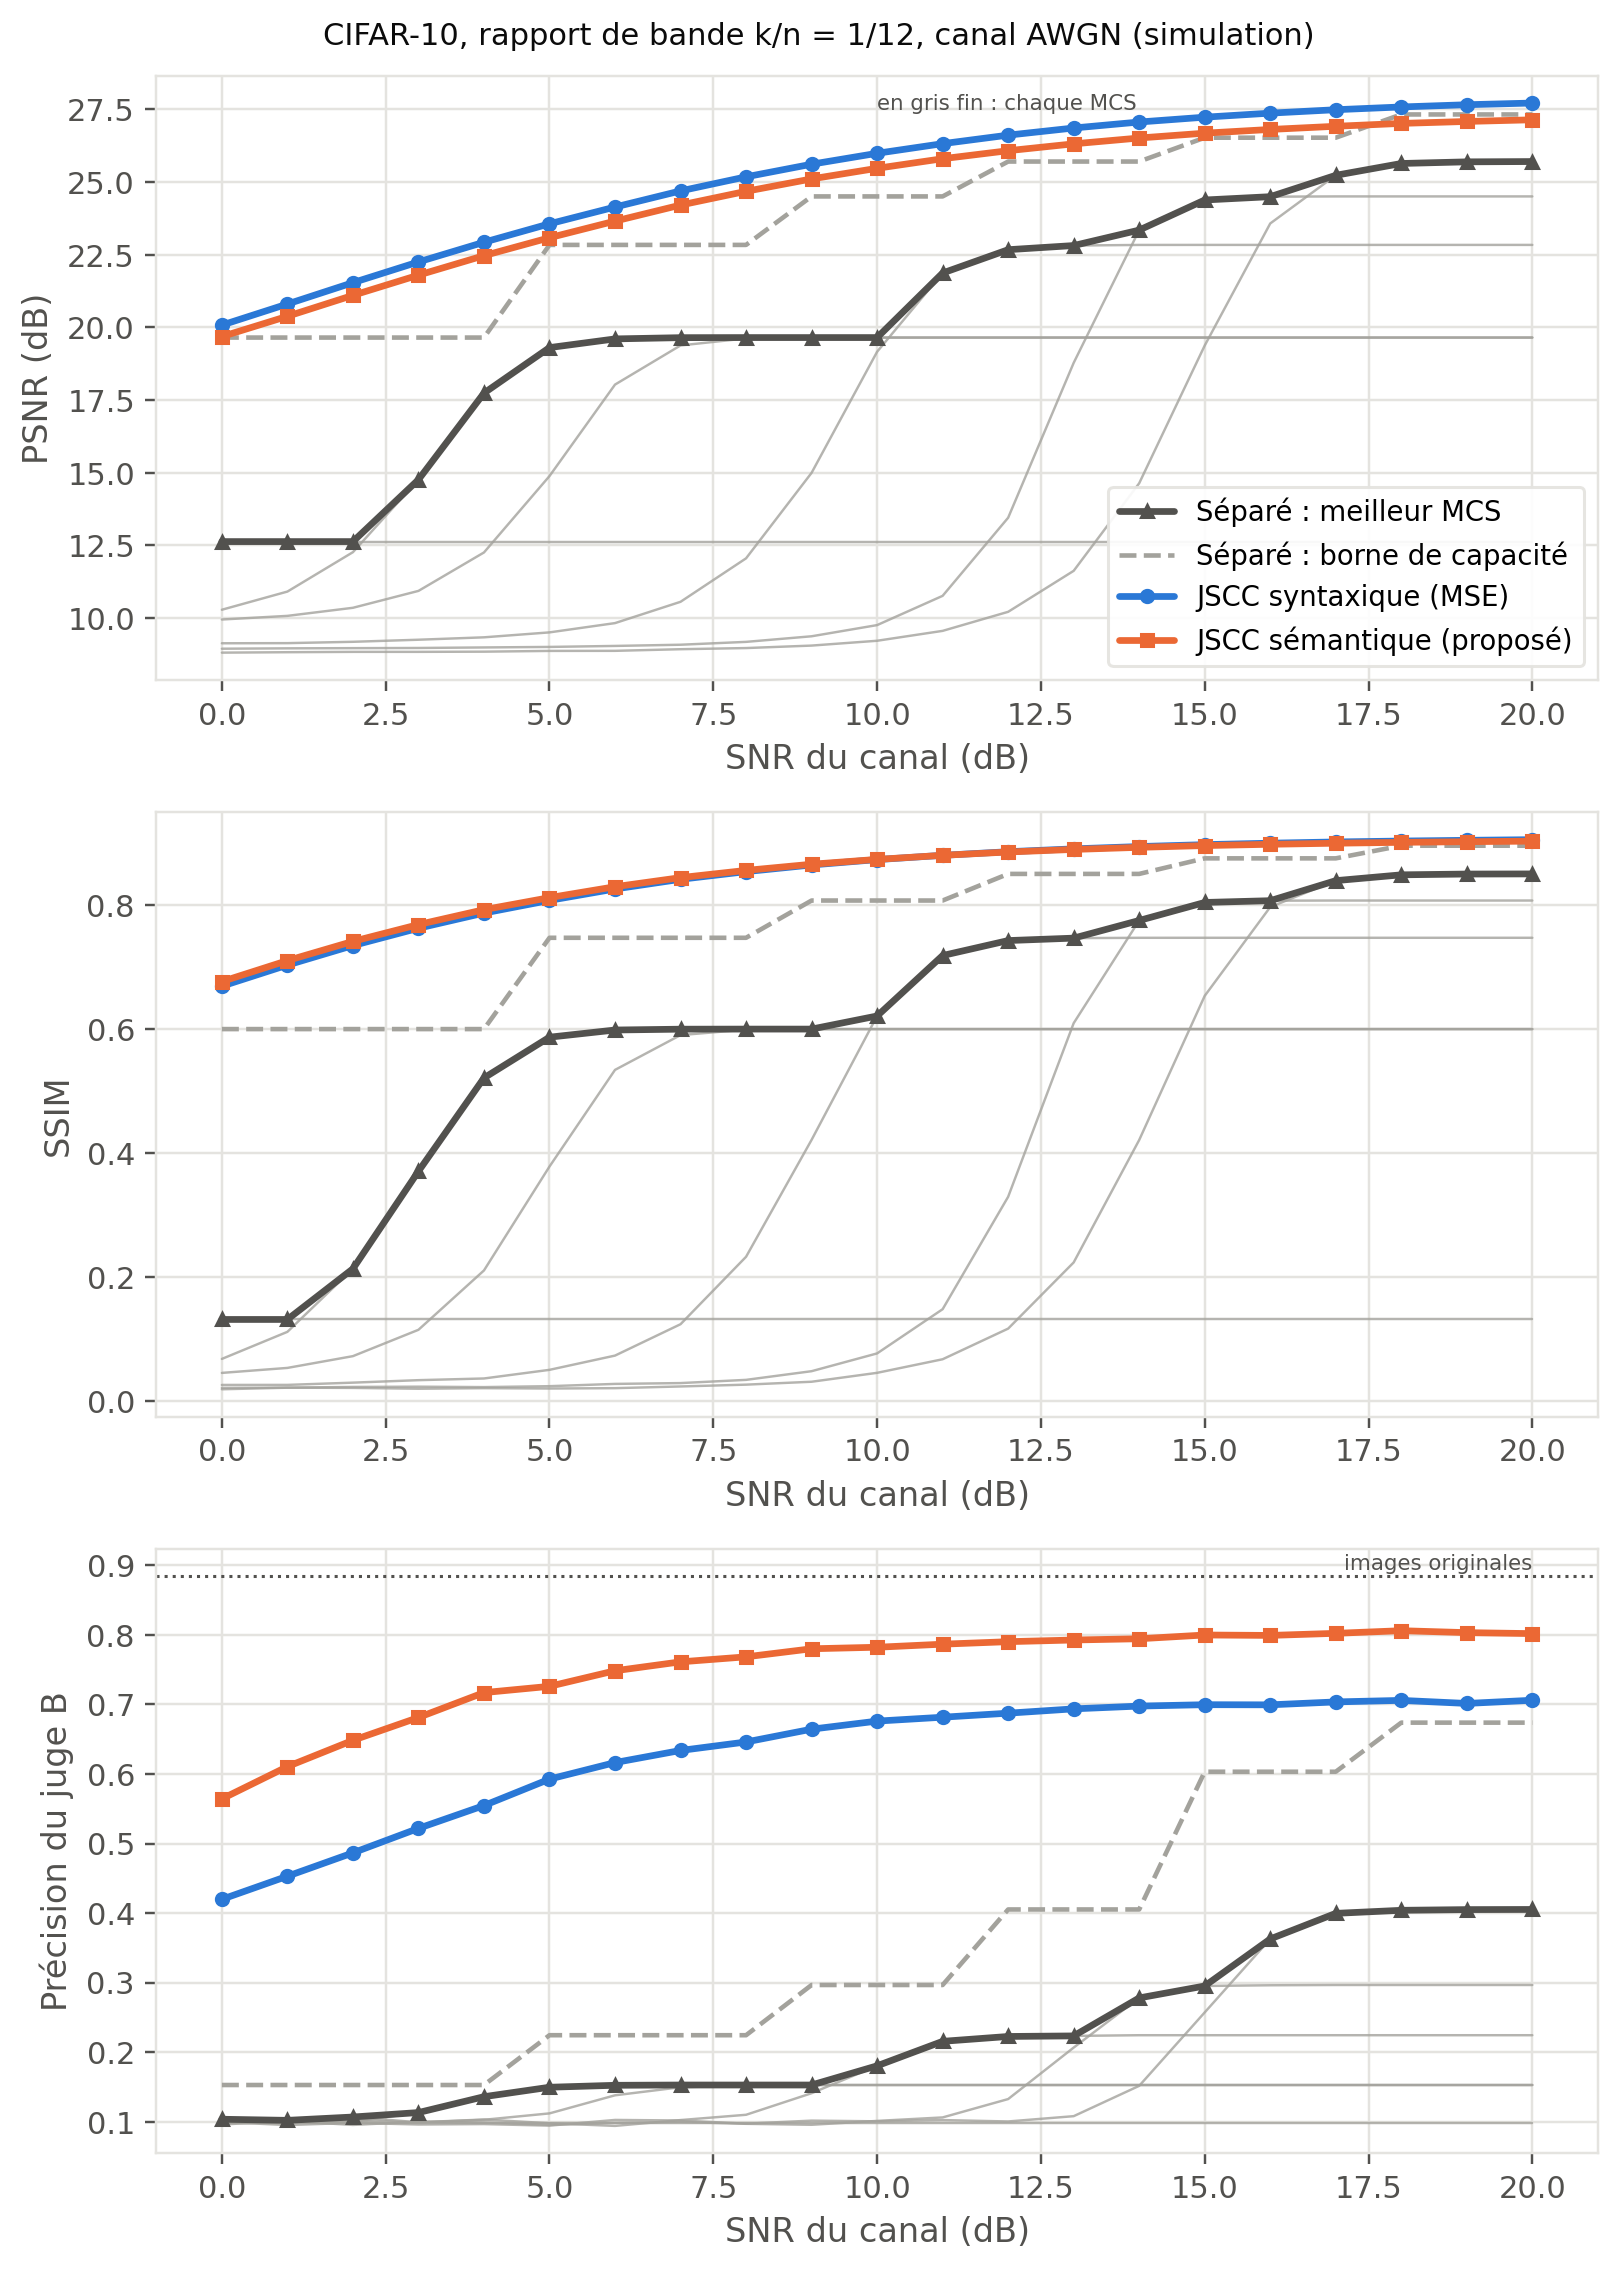 CIFAR-10, rapport de bande k/n = 1/12, canal AWGN (simulation)
en gris fin : chaque MCS
PSNR (dB)
27.5
25.0
22.5
20.0
17.5
15.0
12.5
10.0
Séparé : meilleur MCS
Séparé : borne de capacité
JSCC syntaxique (MSE)
JSCC sémantique (proposé)
0.0 2.5 5.0 7.5 10.0 12.5 15.0 17.5 20.0
SNR du canal (dB)
SSIM
0.8
0.6
0.4
0.2
0.0
0.0 2.5 5.0 7.5 10.0 12.5 15.0 17.5 20.0
SNR du canal (dB)
Précision du juge B
images originales
0.9
0.8
0.7
0.6
0.5
0.4
0.3
0.2
0.1
0.0 2.5 5.0 7.5 10.0 12.5 15.0 17.5 20.0
SNR du canal (dB)